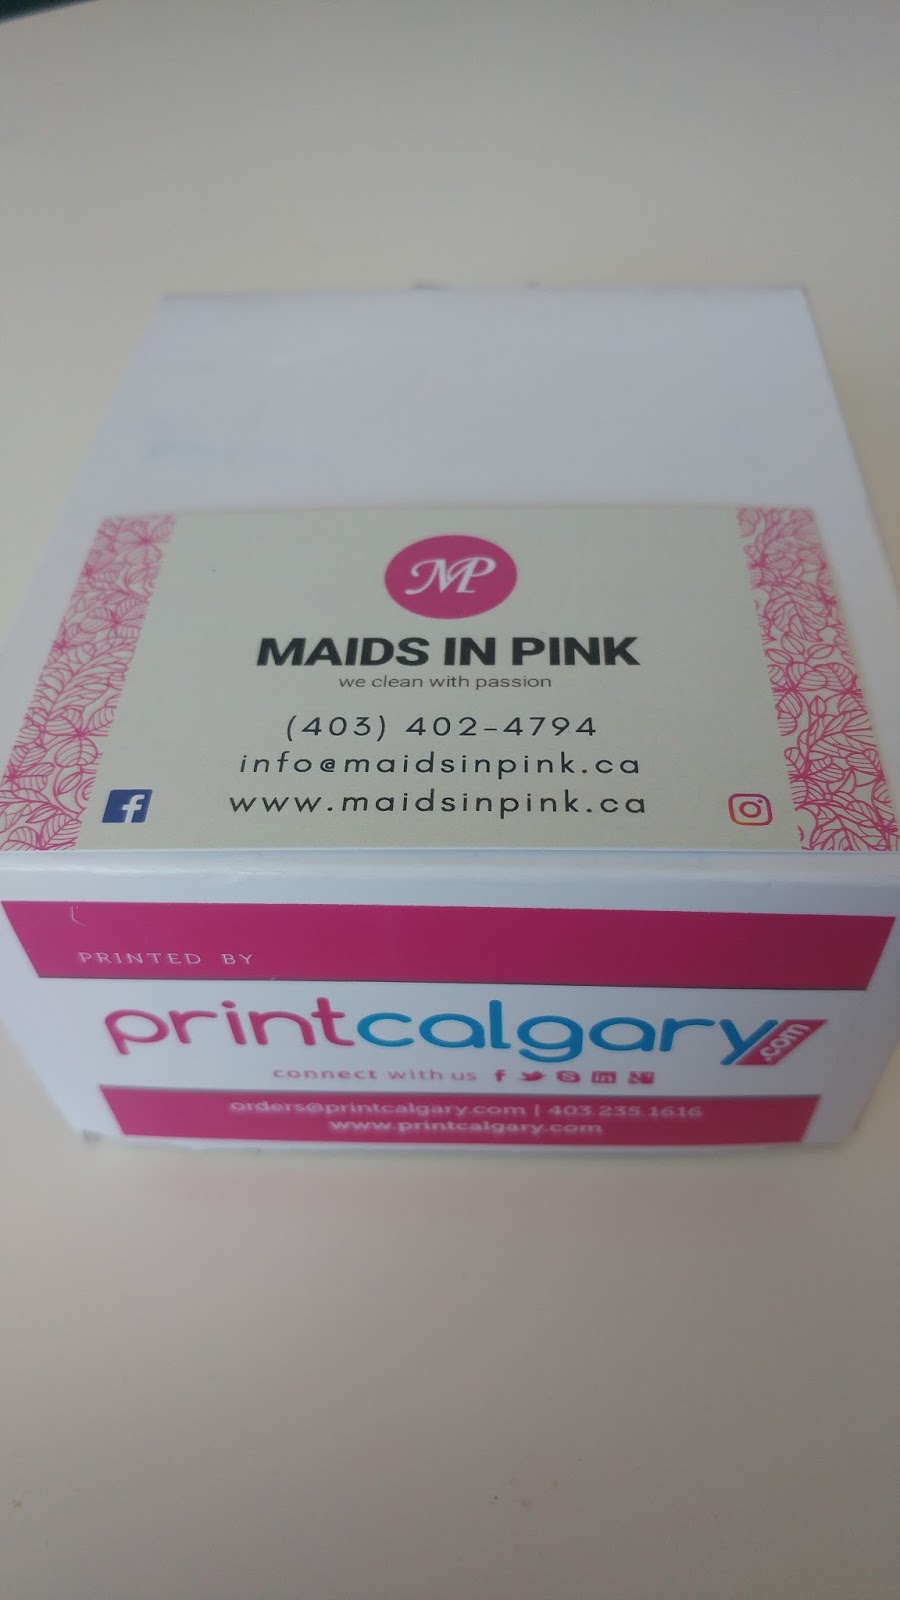 MP
MAIDS IN PINK
we clean with passion
(403) 402-4794
info@maidsinpink.ca
www.maidsinpink.ca
PRINTED BY
printcalgary.com
connect with us
orders@printcalgary.com | 403.235.1616
www.printcalgary.com